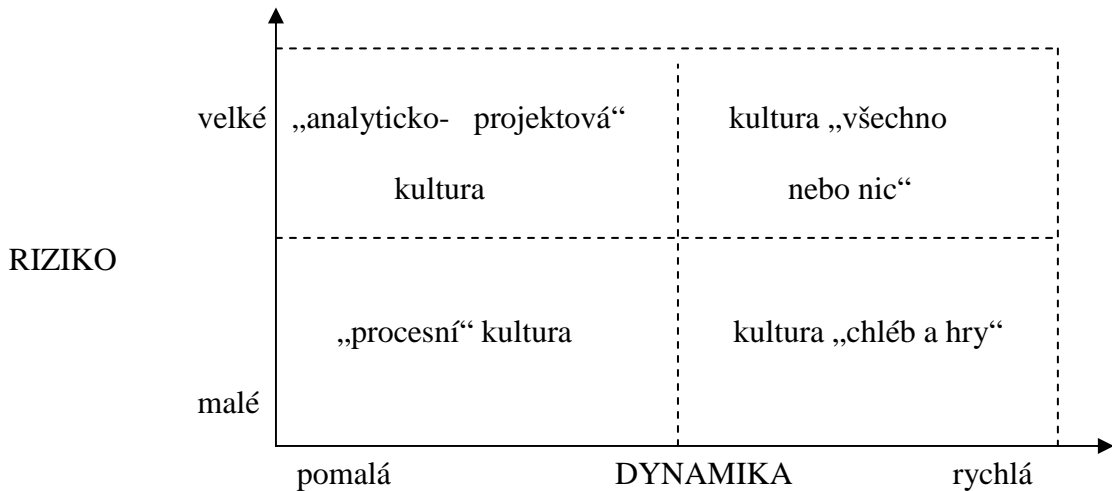 velké „analyticko- projektová“ kultura „všechno
kultura nebo nic“
RIZIKO
„procesní“ kultura kultura „chléb a hry“
malé
pomalá DYNAMIKA rychlá